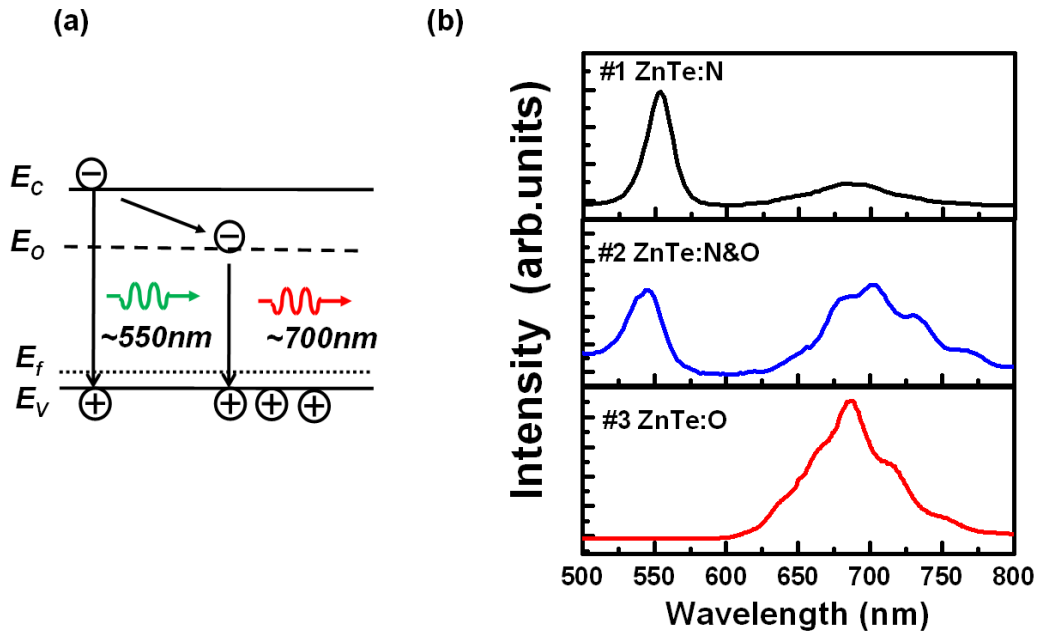 (a)
E_C
E_O
~550nm
~700nm
E_f
E_V
(b)
Intensity (arb.units)
#1 ZnTe:N
#2 ZnTe:N&O
#3 ZnTe:O
500 550 600 650 700 750 800
Wavelength (nm)